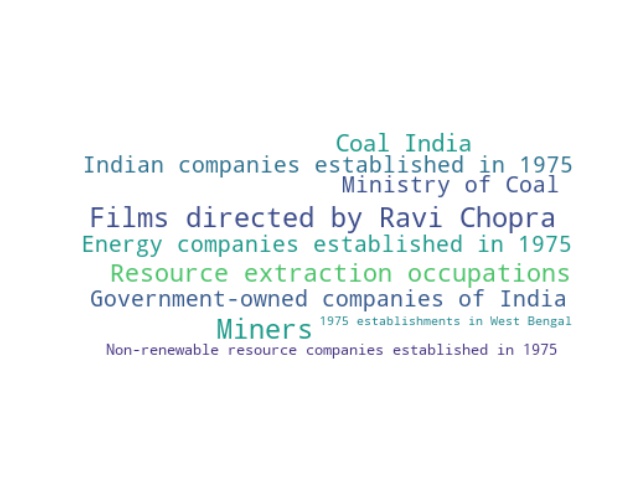 Coal India
Indian companies established in 1975
Ministry of Coal
Films directed by Ravi Chopra
Energy companies established in 1975
Resource extraction occupations
Government-owned companies of India
Miners 1975 establishments in West Bengal
Non-renewable resource companies established in 1975